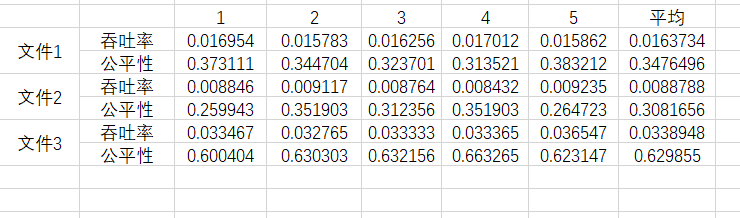 1 2 3 4 5 平均
文件1 吞吐率 0.016954 0.015783 0.016256 0.017012 0.015862 0.0163734
公平性 0.373111 0.344704 0.323701 0.313521 0.383212 0.3476496
文件2 吞吐率 0.008846 0.009117 0.008764 0.008432 0.009235 0.0088788
公平性 0.259943 0.351903 0.312356 0.351903 0.264723 0.3081656
文件3 吞吐率 0.033467 0.032765 0.033333 0.033365 0.036547 0.0338948
公平性 0.600404 0.630303 0.632156 0.663265 0.623147 0.629855